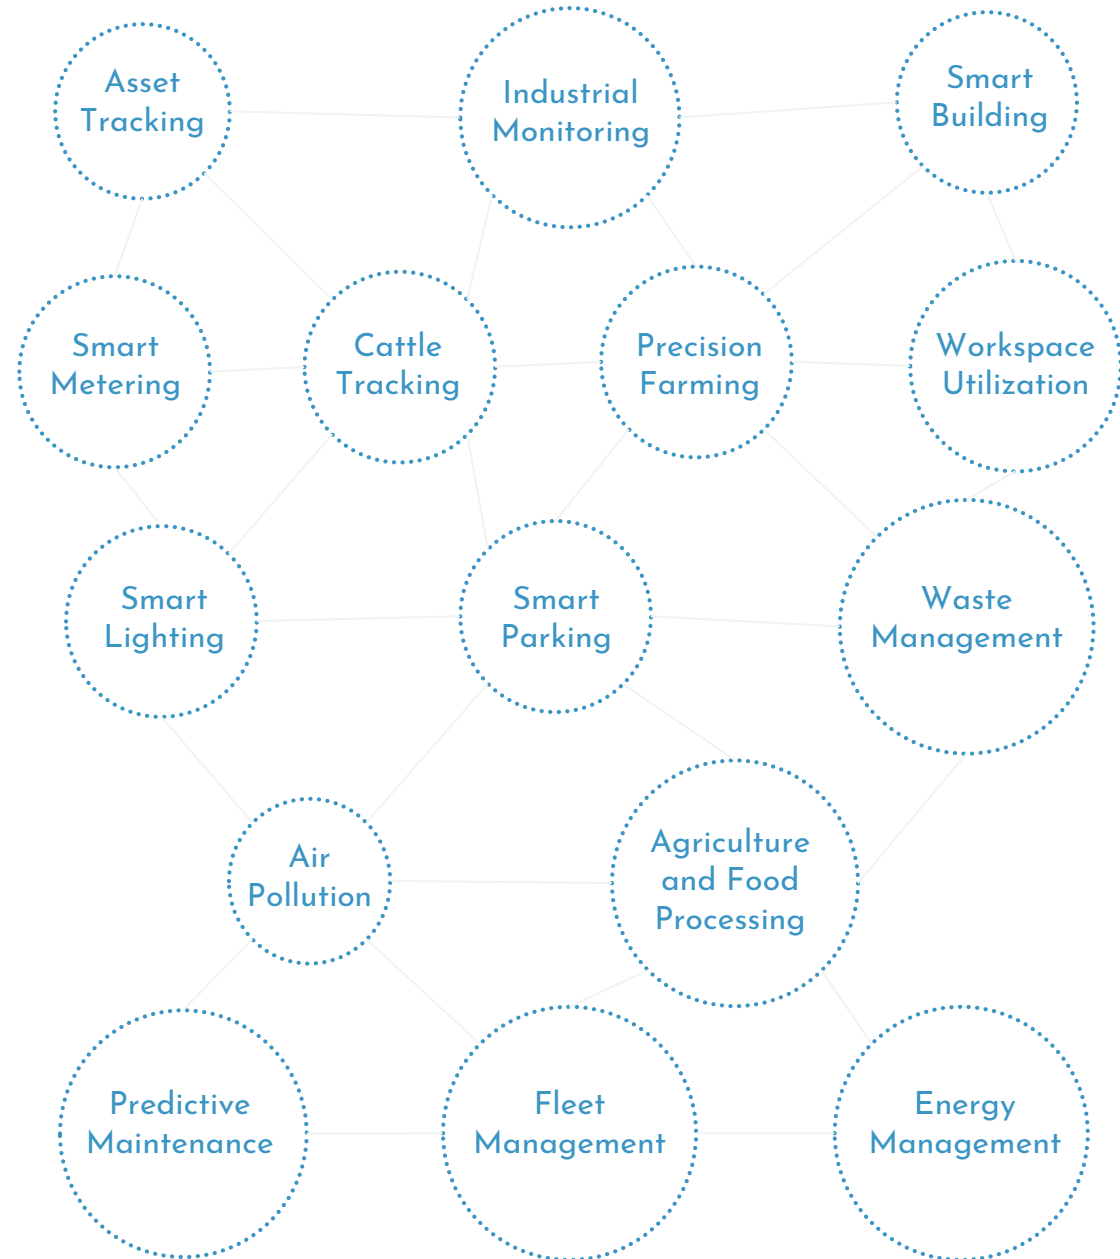 Asset
Tracking
Industrial
Monitoring
Smart
Building
Smart
Metering
Cattle
Tracking
Precision
Farming
Workspace
Utilization
Smart
Lighting
Smart
Parking
Waste
Management
Air
Pollution
Agriculture
and Food
Processing
Predictive
Maintenance
Fleet
Management
Energy
Management